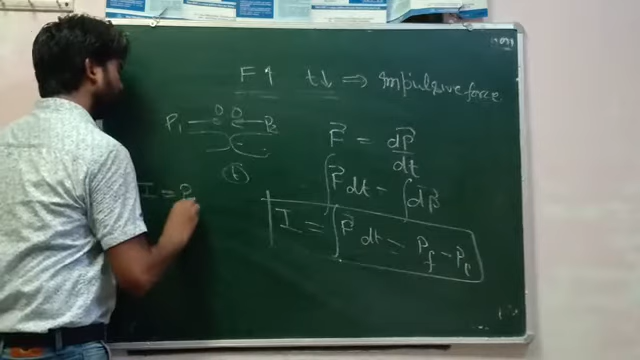 F↑ t↓ ⇒ Impulsive force
P₁ P₂
F⃗ = dP⃗/dt
(t)
∫F⃗ dt = ∫dP⃗
I = P
I = ∫F⃗ dt = P_f - P_i